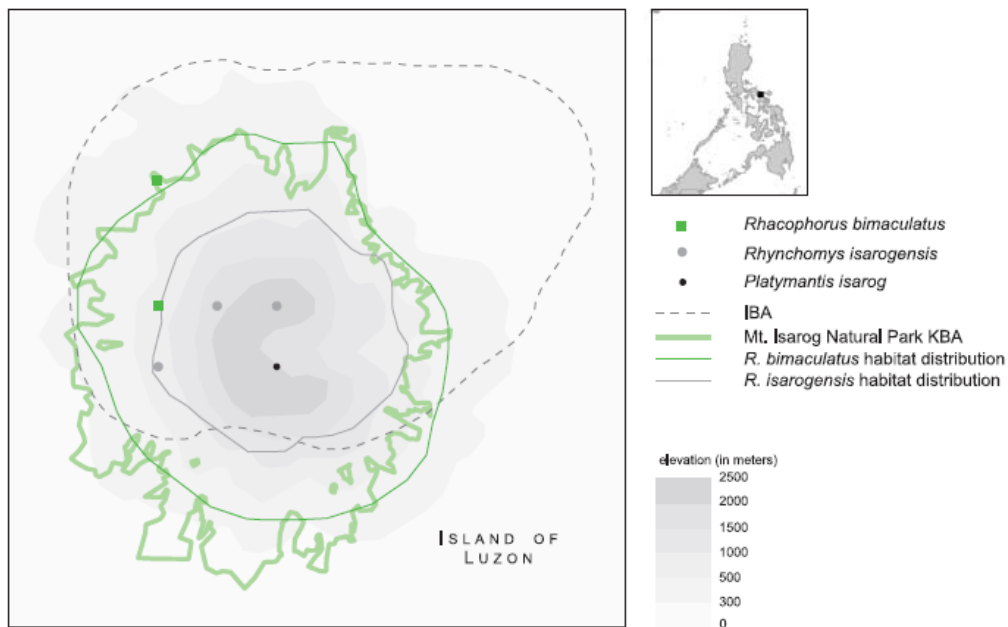 Rhacophorus bimaculatus
Rhynchomys isarogensis
Platymantis isarog
IBA
Mt. Isarog Natural Park KBA
R. bimaculatus habitat distribution
R. isarogensis habitat distribution
elevation (in meters)
2500
2000
1500
1000
500
300
0
ISLAND OF
LUZON